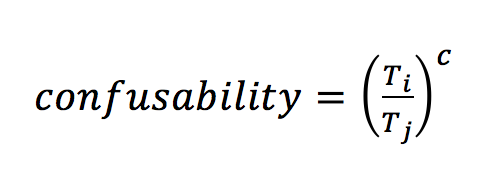 confusability = (T_i / T_j)^c